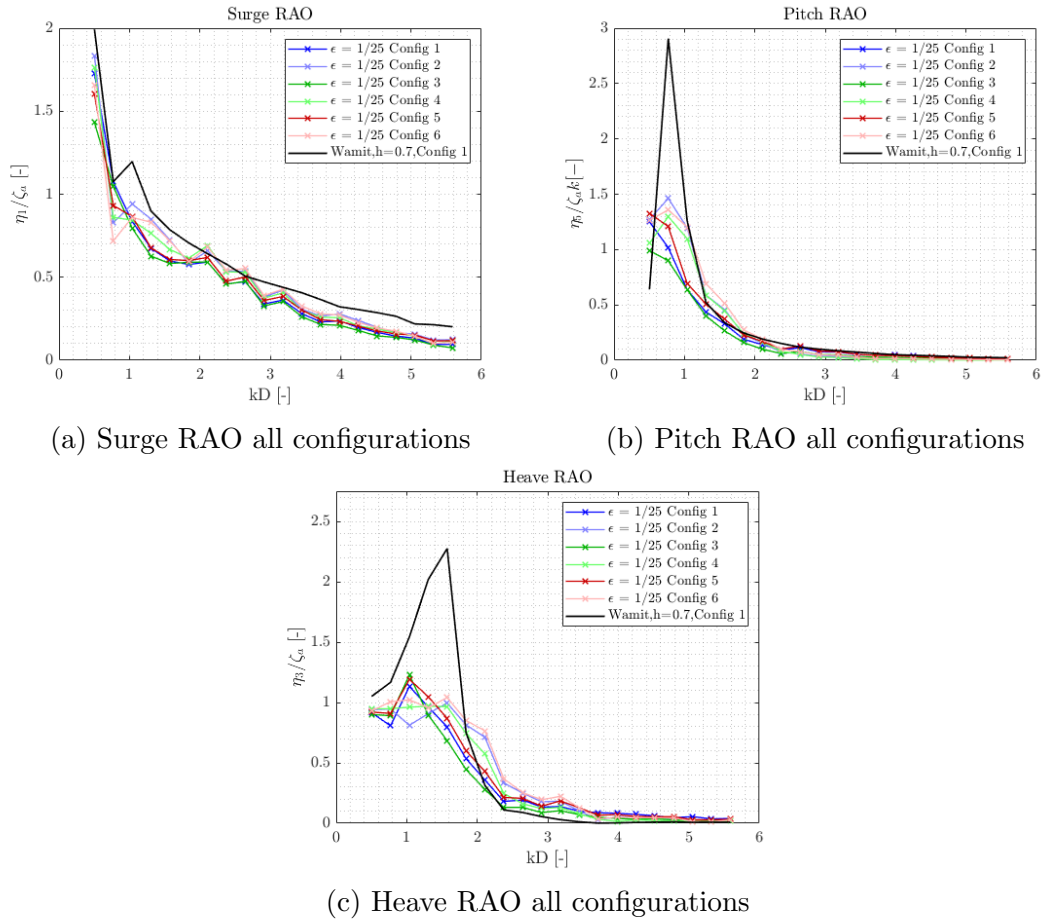 Surge RAO
η₁/ζₐ [-]
2
1.5
1
0.5
0
ϵ = 1/25 Config 1
ϵ = 1/25 Config 2
ϵ = 1/25 Config 3
ϵ = 1/25 Config 4
ϵ = 1/25 Config 5
ϵ = 1/25 Config 6
Wamit,h=0.7,Config 1
0 1 2 3 4 5 6
kD [-]
(a) Surge RAO all configurations
Pitch RAO
η₅/ζₐk[-]
3
2.5
2
1.5
1
0.5
0
ϵ = 1/25 Config 1
ϵ = 1/25 Config 2
ϵ = 1/25 Config 3
ϵ = 1/25 Config 4
ϵ = 1/25 Config 5
ϵ = 1/25 Config 6
Wamit,h=0.7,Config 1
0 1 2 3 4 5 6
kD [-]
(b) Pitch RAO all configurations
Heave RAO
η₃/ζₐ [-]
2.5
2
1.5
1
0.5
0
ϵ = 1/25 Config 1
ϵ = 1/25 Config 2
ϵ = 1/25 Config 3
ϵ = 1/25 Config 4
ϵ = 1/25 Config 5
ϵ = 1/25 Config 6
Wamit,h=0.7,Config 1
0 1 2 3 4 5 6
kD [-]
(c) Heave RAO all configurations